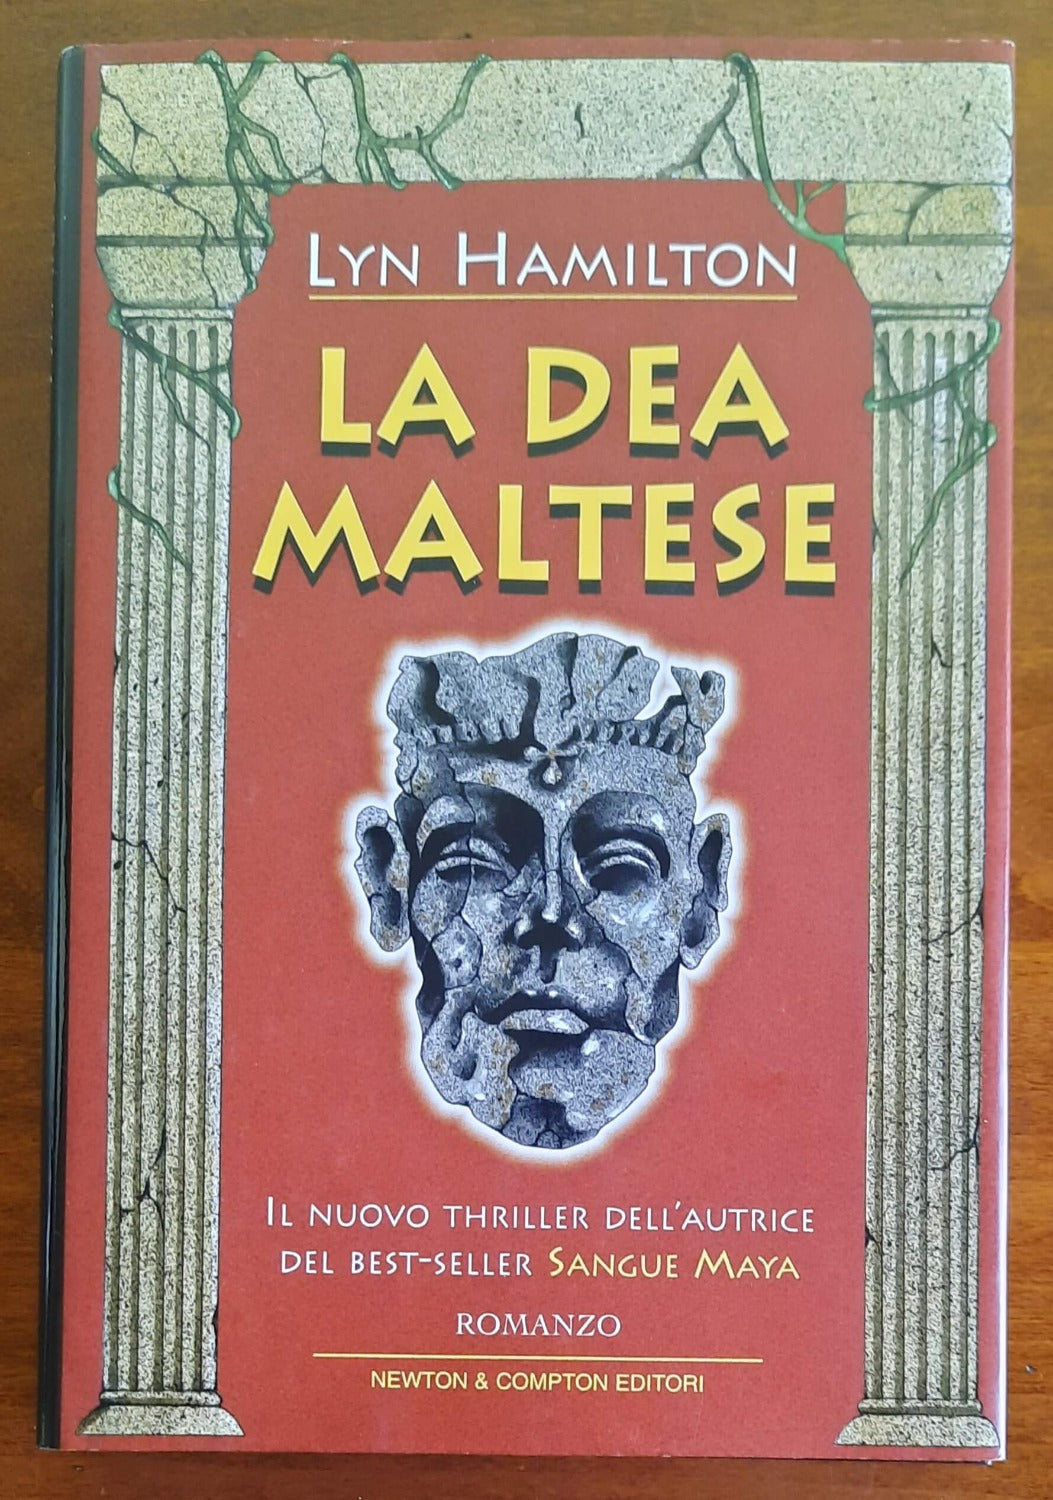 LYN HAMILTON
LA DEA
MALTESE
IL NUOVO THRILLER DELL'AUTRICE
DEL BEST-SELLER SANGUE MAYA
ROMANZO
NEWTON & COMPTON EDITORI